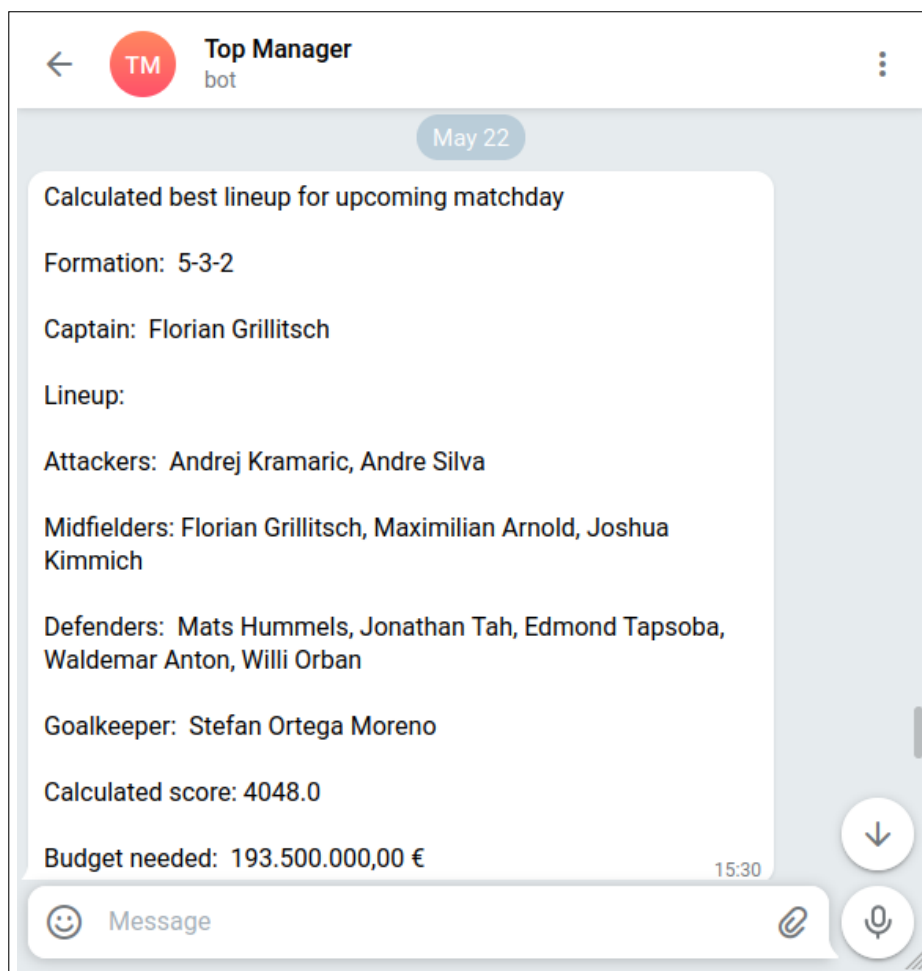 TM
Top Manager
bot
May 22
Calculated best lineup for upcoming matchday
Formation:  5-3-2
Captain:  Florian Grillitsch
Lineup:
Attackers:  Andrej Kramaric, Andre Silva
Midfielders: Florian Grillitsch, Maximilian Arnold, Joshua
Kimmich
Defenders:  Mats Hummels, Jonathan Tah, Edmond Tapsoba,
Waldemar Anton, Willi Orban
Goalkeeper:  Stefan Ortega Moreno
Calculated score: 4048.0
Budget needed:  193.500.000,00 €
15:30
Message